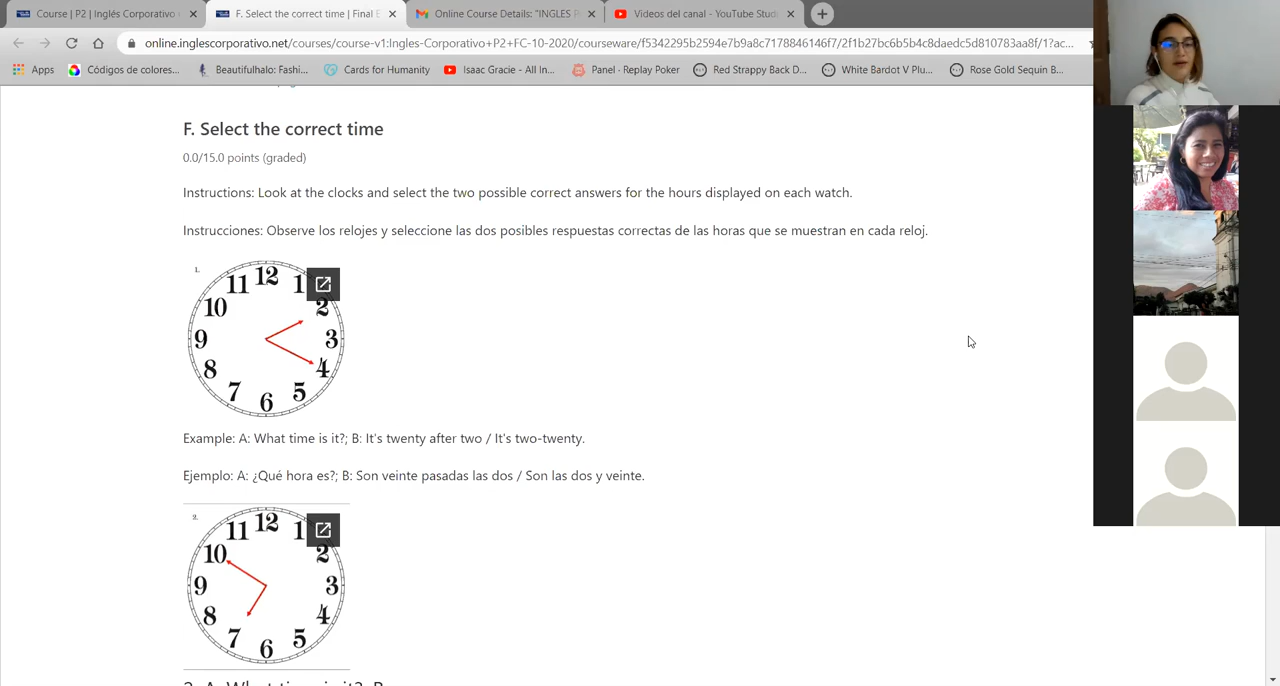 Course | P2 | Inglés Corporativo
F. Select the correct time | Final E
Online Course Details: "INGLES P
Videos del canal - YouTube Stud
online.inglescorporativo.net/courses/course-v1:Ingles-Corporativo+P2+FC-10-2020/courseware/f5342295b2594e7b9a8c7178846146f7/2f1b27bc6b5b4c8daedc5d810783aa8f/1?ac...
Apps Códigos de colores... Beautifulhalo: Fashi... Cards for Humanity Isaac Gracie - All In... Panel · Replay Poker Red Strappy Back D... White Bardot V Plu... Rose Gold Sequin B...
F. Select the correct time
0.0/15.0 points (graded)
Instructions: Look at the clocks and select the two possible correct answers for the hours displayed on each watch.
Instrucciones: Observe los relojes y seleccione las dos posibles respuestas correctas de las horas que se muestran en cada reloj.
1.
12
11 1
10 2
9 3
8 4
7 5
6
Example: A: What time is it?; B: It's twenty after two / It's two-twenty.
Ejemplo: A: ¿Qué hora es?; B: Son veinte pasadas las dos / Son las dos y veinte.
2.
12
11 1
10 2
9 3
8 4
7 5
6
2. A: What time is it?; B